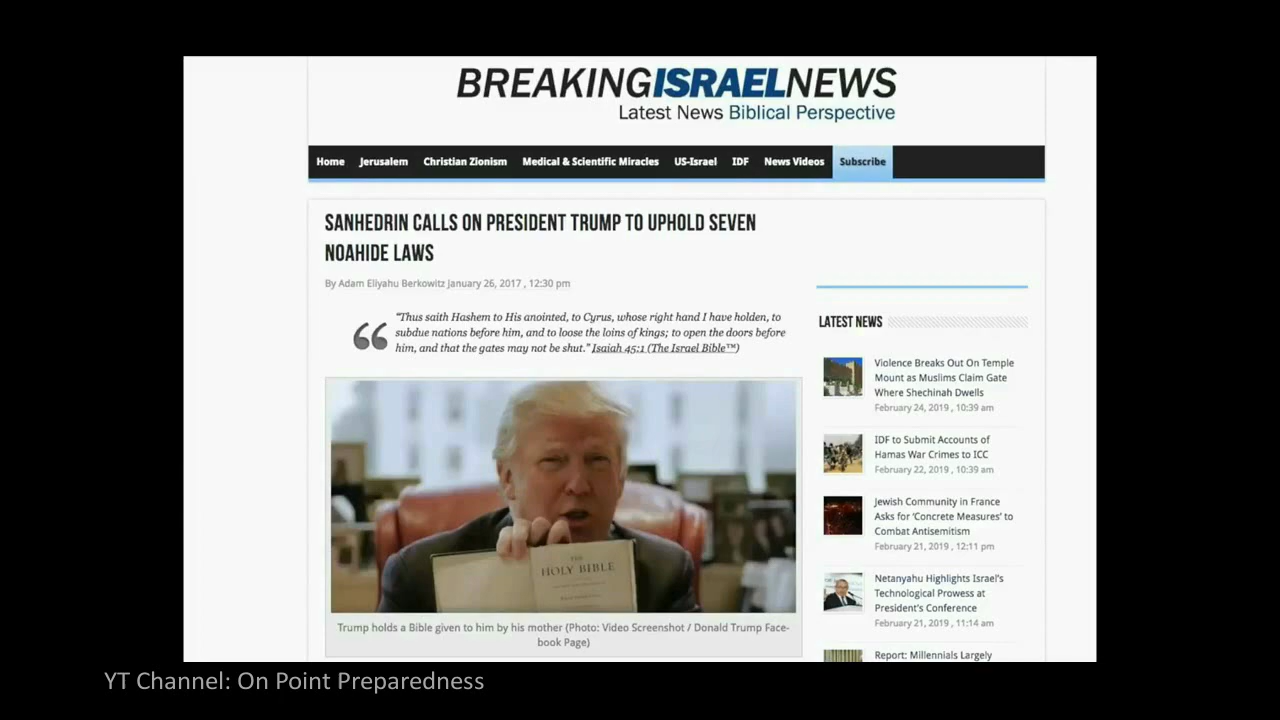 BREAKINGISRAELNEWS
Latest News Biblical Perspective
Home Jerusalem Christian Zionism Medical & Scientific Miracles US-Israel IDF News Videos Subscribe
SANHEDRIN CALLS ON PRESIDENT TRUMP TO UPHOLD SEVEN
NOAHIDE LAWS
By Adam Eliyahu Berkowitz January 26, 2017 , 12:30 pm
“Thus saith Hashem to His anointed, to Cyrus, whose right hand I have holden, to
subdue nations before him, and to loose the loins of kings; to open the doors before
him, and that the gates may not be shut.” Isaiah 45:1 (The Israel Bible™)
THE
HOLY BIBLE
Trump holds a Bible given to him by his mother (Photo: Video Screenshot / Donald Trump Face-
book Page)
LATEST NEWS
Violence Breaks Out On Temple
Mount as Muslims Claim Gate
Where Shechinah Dwells
February 24, 2019 , 10:39 am
IDF to Submit Accounts of
Hamas War Crimes to ICC
February 22, 2019 , 10:39 am
Jewish Community in France
Asks for ‘Concrete Measures’ to
Combat Antisemitism
February 21, 2019 , 12:11 pm
Netanyahu Highlights Israel’s
Technological Prowess at
President’s Conference
February 21, 2019 , 11:14 am
Report: Millennials Largely
YT Channel: On Point Preparedness